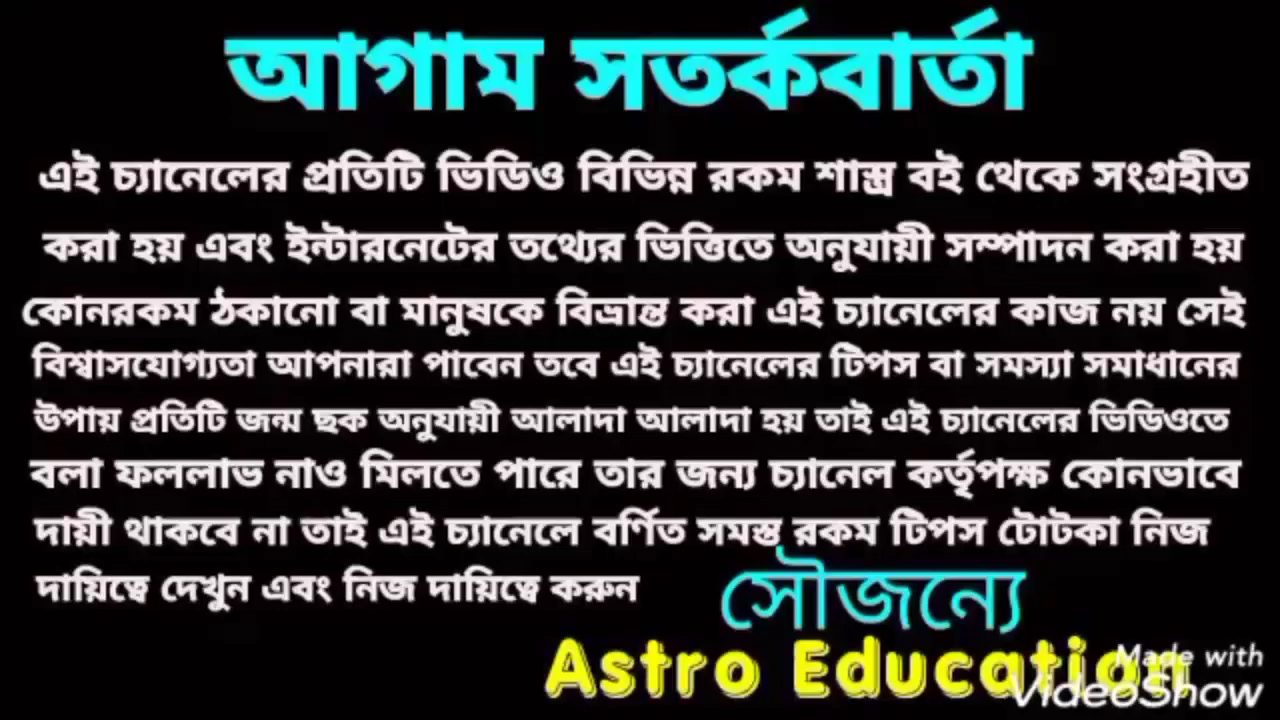 আগাম সতর্কবার্তা
এই চ্যানেলের প্রতিটি ভিডিও বিভিন্ন রকম শাস্ত্র বই থেকে সংগ্রহীত
করা হয় এবং ইন্টারনেটের তথ্যের ভিত্তিতে অনুযায়ী সম্পাদন করা হয়
কোনরকম ঠকানো বা মানুষকে বিভ্রান্ত করা এই চ্যানেলের কাজ নয় সেই
বিশ্বাসযোগ্যতা আপনারা পাবেন তবে এই চ্যানেলের টিপস বা সমস্যা সমাধানের
উপায় প্রতিটি জন্ম ছক অনুযায়ী আলাদা আলাদা হয় তাই এই চ্যানেলের ভিডিওতে
বলা ফললাভ নাও মিলতে পারে তার জন্য চ্যানেল কর্তৃপক্ষ কোনভাবে
দায়ী থাকবে না তাই এই চ্যানেলে বর্ণিত সমস্ত রকম টিপস টোটকা নিজ
দায়িত্বে দেখুন এবং নিজ দায়িত্বে করুন
সৌজন্যে
Astro Education
Made with
VideoShow